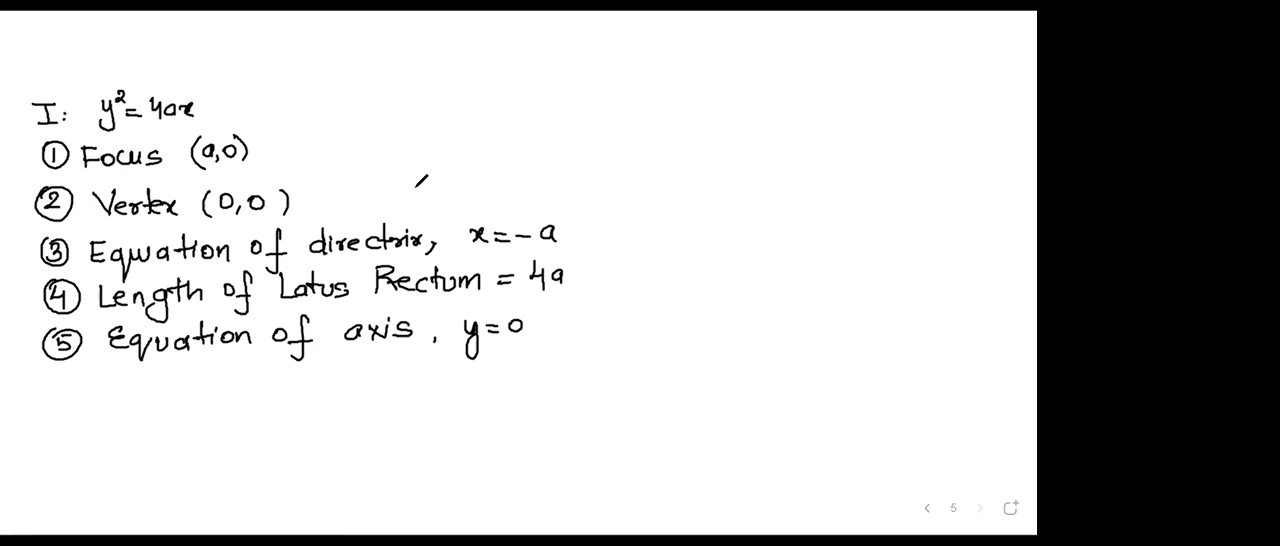 I: y²=4ax
① Focus (a,0)
② Vertex (0,0)
③ Equation of directrix, x=-a
④ Length of Latus Rectum = 4a
⑤ Equation of axis, y=0
< 5 >